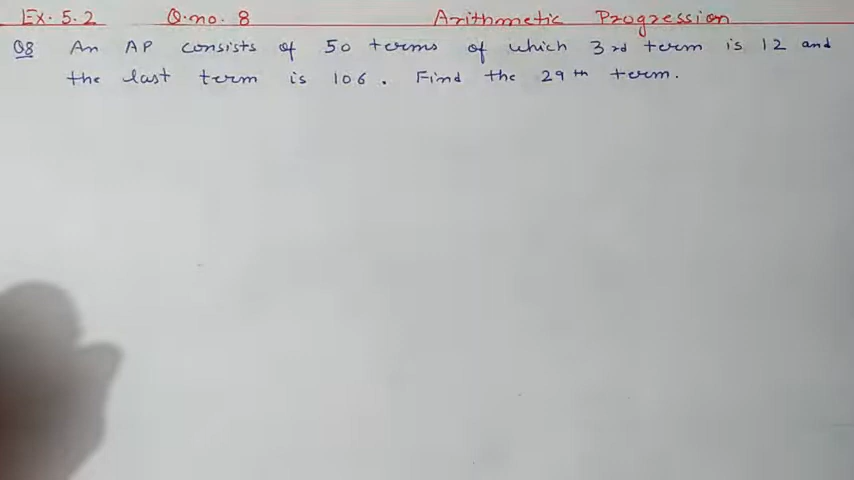 Ex. 5.2 Q.no. 8 Arithmetic Progression
Q8 An AP consists of 50 terms of which 3rd term is 12 and
the last term is 106. Find the 29th term.